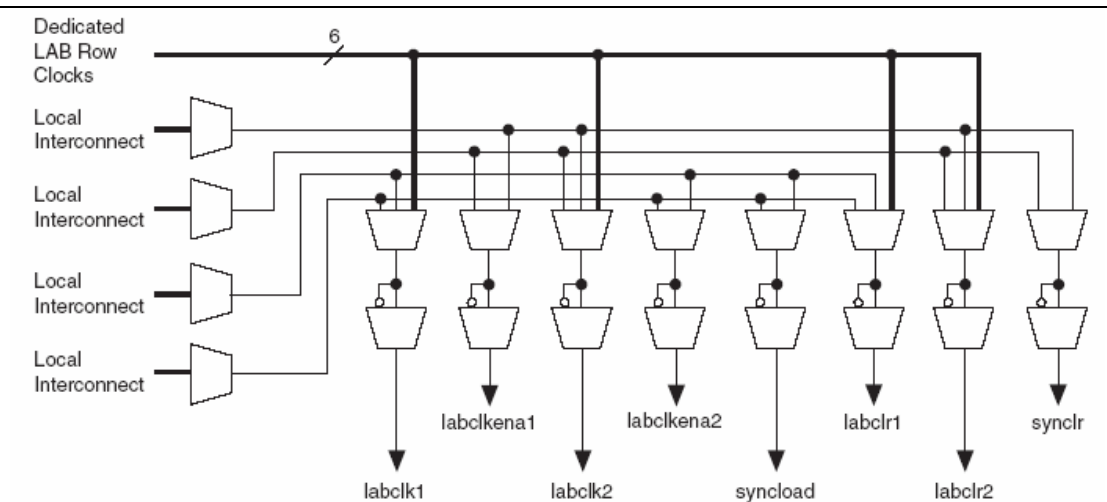 Dedicated
LAB Row
Clocks
6
Local
Interconnect
Local
Interconnect
Local
Interconnect
Local
Interconnect
labclkena1
labclkena2
labclr1
synclr
labclk1
labclk2
syncload
labclr2